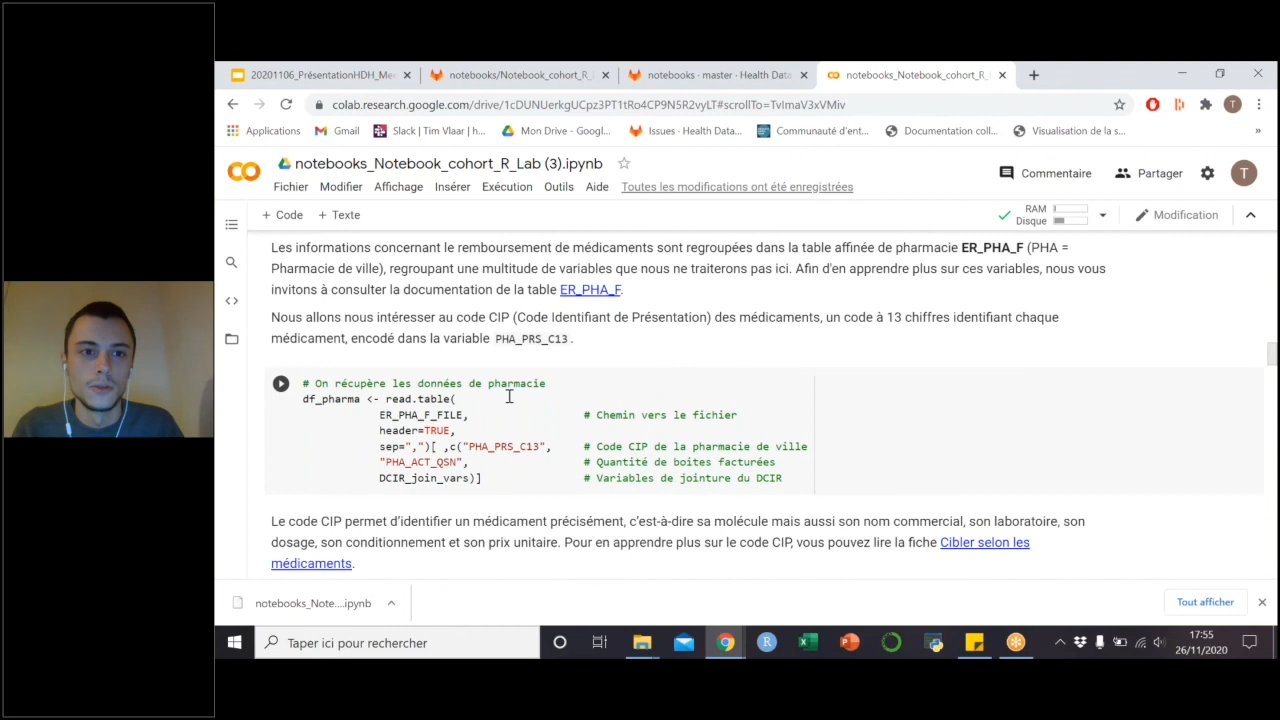 20201106_PrésentationHDH_Me
notebooks/Notebook_cohort_R_L
notebooks · master · Health Data
notebooks_Notebook_cohort_R_
colab.research.google.com/drive/1cDUNUerkgUCpz3PT1tRo4CP9N5R2vyLT#scrollTo=TvImaV3xVMiv
T
Applications
Gmail
Slack | Tim Vlaar | h...
Mon Drive - Googl...
Issues · Health Data...
Communauté d'ent...
Documentation coll...
Visualisation de la s...
»
notebooks_Notebook_cohort_R_Lab (3).ipynb
Commentaire
Partager
T
Fichier Modifier Affichage Insérer Exécution Outils Aide Toutes les modifications ont été enregistrées
+ Code + Texte
RAM
Disque
Modification
Les informations concernant le remboursement de médicaments sont regroupées dans la table affinée de pharmacie ER_PHA_F (PHA =
Pharmacie de ville), regroupant une multitude de variables que nous ne traiterons pas ici. Afin d'en apprendre plus sur ces variables, nous vous
invitons à consulter la documentation de la table ER_PHA_F.
Nous allons nous intéresser au code CIP (Code Identifiant de Présentation) des médicaments, un code à 13 chiffres identifiant chaque
médicament, encodé dans la variable PHA_PRS_C13.
# On récupère les données de pharmacie
df_pharma <- read.table(
ER_PHA_F_FILE, # Chemin vers le fichier
header=TRUE,
sep=",")[ ,c("PHA_PRS_C13", # Code CIP de la pharmacie de ville
"PHA_ACT_QSN", # Quantité de boites facturées
DCIR_join_vars)] # Variables de jointure du DCIR
Le code CIP permet d'identifier un médicament précisément, c'est-à-dire sa molécule mais aussi son nom commercial, son laboratoire, son
dosage, son conditionnement et son prix unitaire. Pour en apprendre plus sur le code CIP, vous pouvez lire la fiche Cibler selon les
médicaments.
notebooks_Note....ipynb
Tout afficher
Taper ici pour rechercher
17:55
26/11/2020